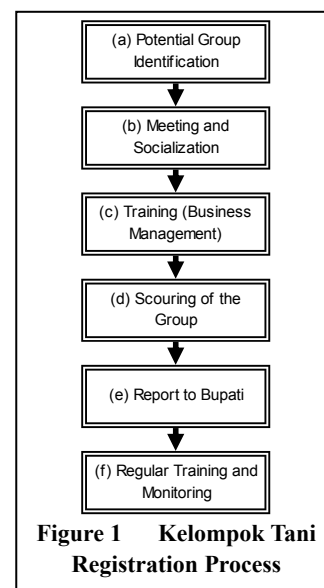 (a) Potential Group
Identification
(b) Meeting and
Socialization
(c) Training (Business
Management)
(d) Scouring of the
Group
(e) Report to Bupati
(f) Regular Training and
Monitoring
Figure 1 Kelompok Tani
Registration Process